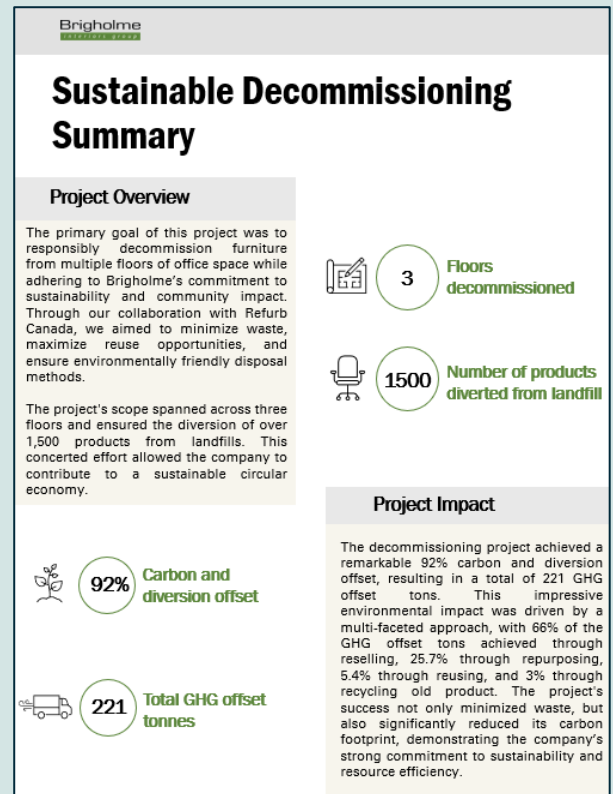 Brigholme
interiors group
Sustainable Decommissioning
Summary
Project Overview
The primary goal of this project was to
responsibly decommission furniture
from multiple floors of office space while
adhering to Brigholme’s commitment to
sustainability and community impact.
Through our collaboration with Refurb
Canada, we aimed to minimize waste,
maximize reuse opportunities, and
ensure environmentally friendly disposal
methods.
The project's scope spanned across three
floors and ensured the diversion of over
1,500 products from landfills. This
concerted effort allowed the company to
contribute to a sustainable circular
economy.
3
Floors
decommissioned
1500
Number of products
diverted from landfill
92%
Carbon and
diversion offset
221
Total GHG offset
tonnes
Project Impact
The decommissioning project achieved a
remarkable 92% carbon and diversion
offset, resulting in a total of 221 GHG
offset tons. This impressive
environmental impact was driven by a
multi-faceted approach, with 66% of the
GHG offset tons achieved through
reselling, 25.7% through repurposing,
5.4% through reusing, and 3% through
recycling old product. The project's
success not only minimized waste, but
also significantly reduced its carbon
footprint, demonstrating the company's
strong commitment to sustainability and
resource efficiency.